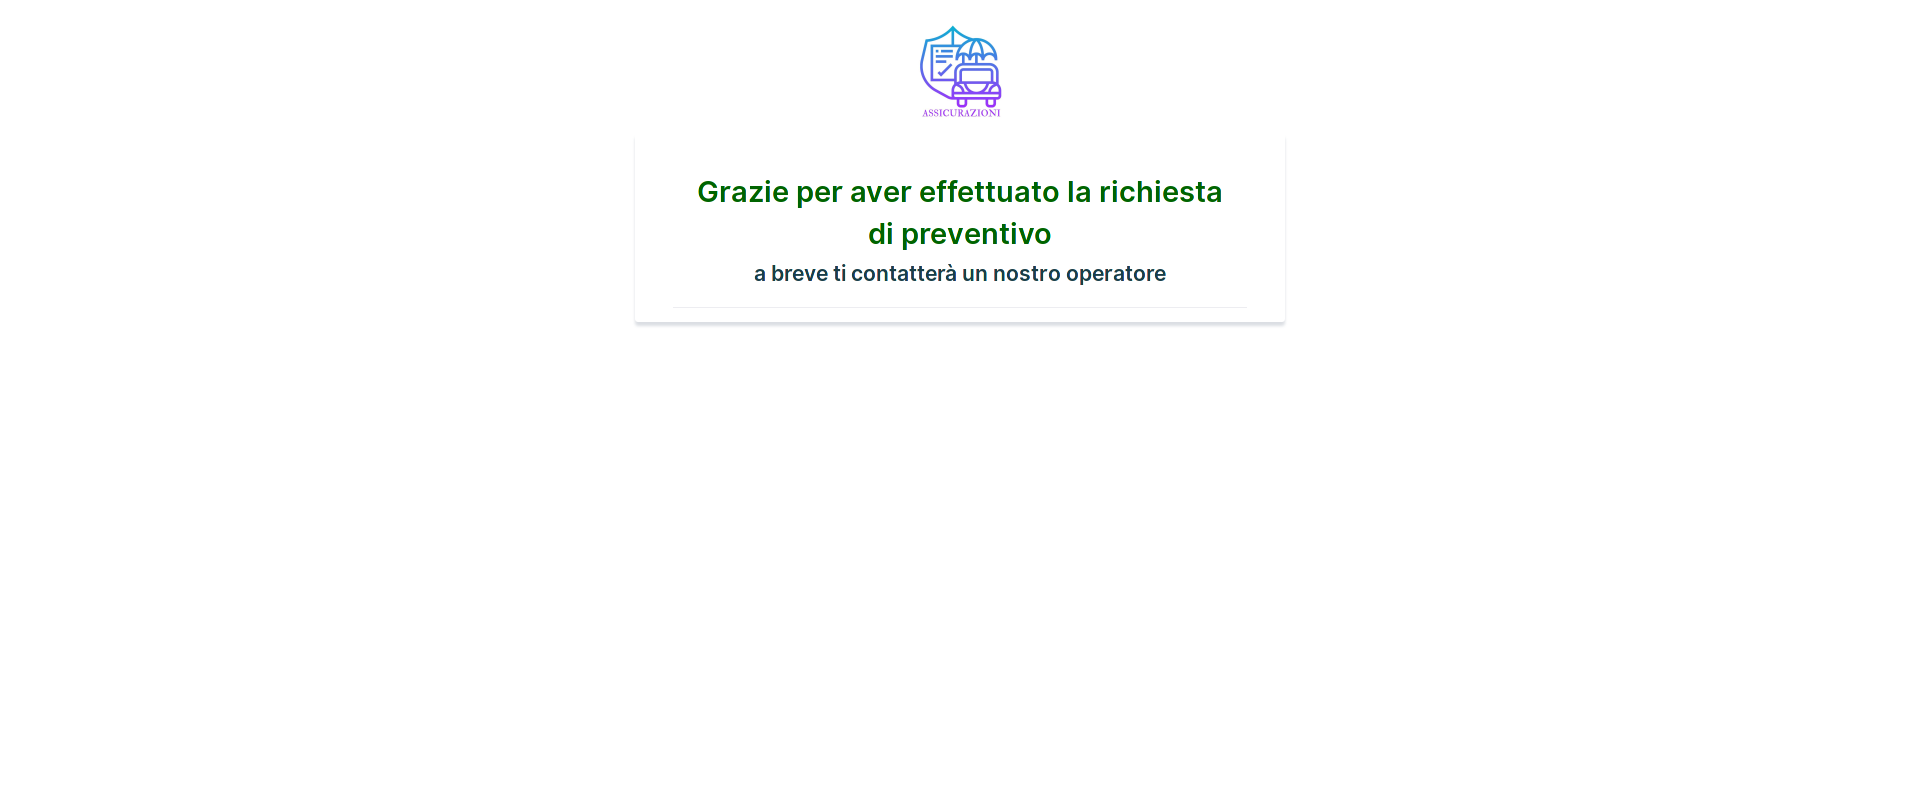 ASSICURAZIONI
Grazie per aver effettuato la richiesta
di preventivo
a breve ti contatterà un nostro operatore